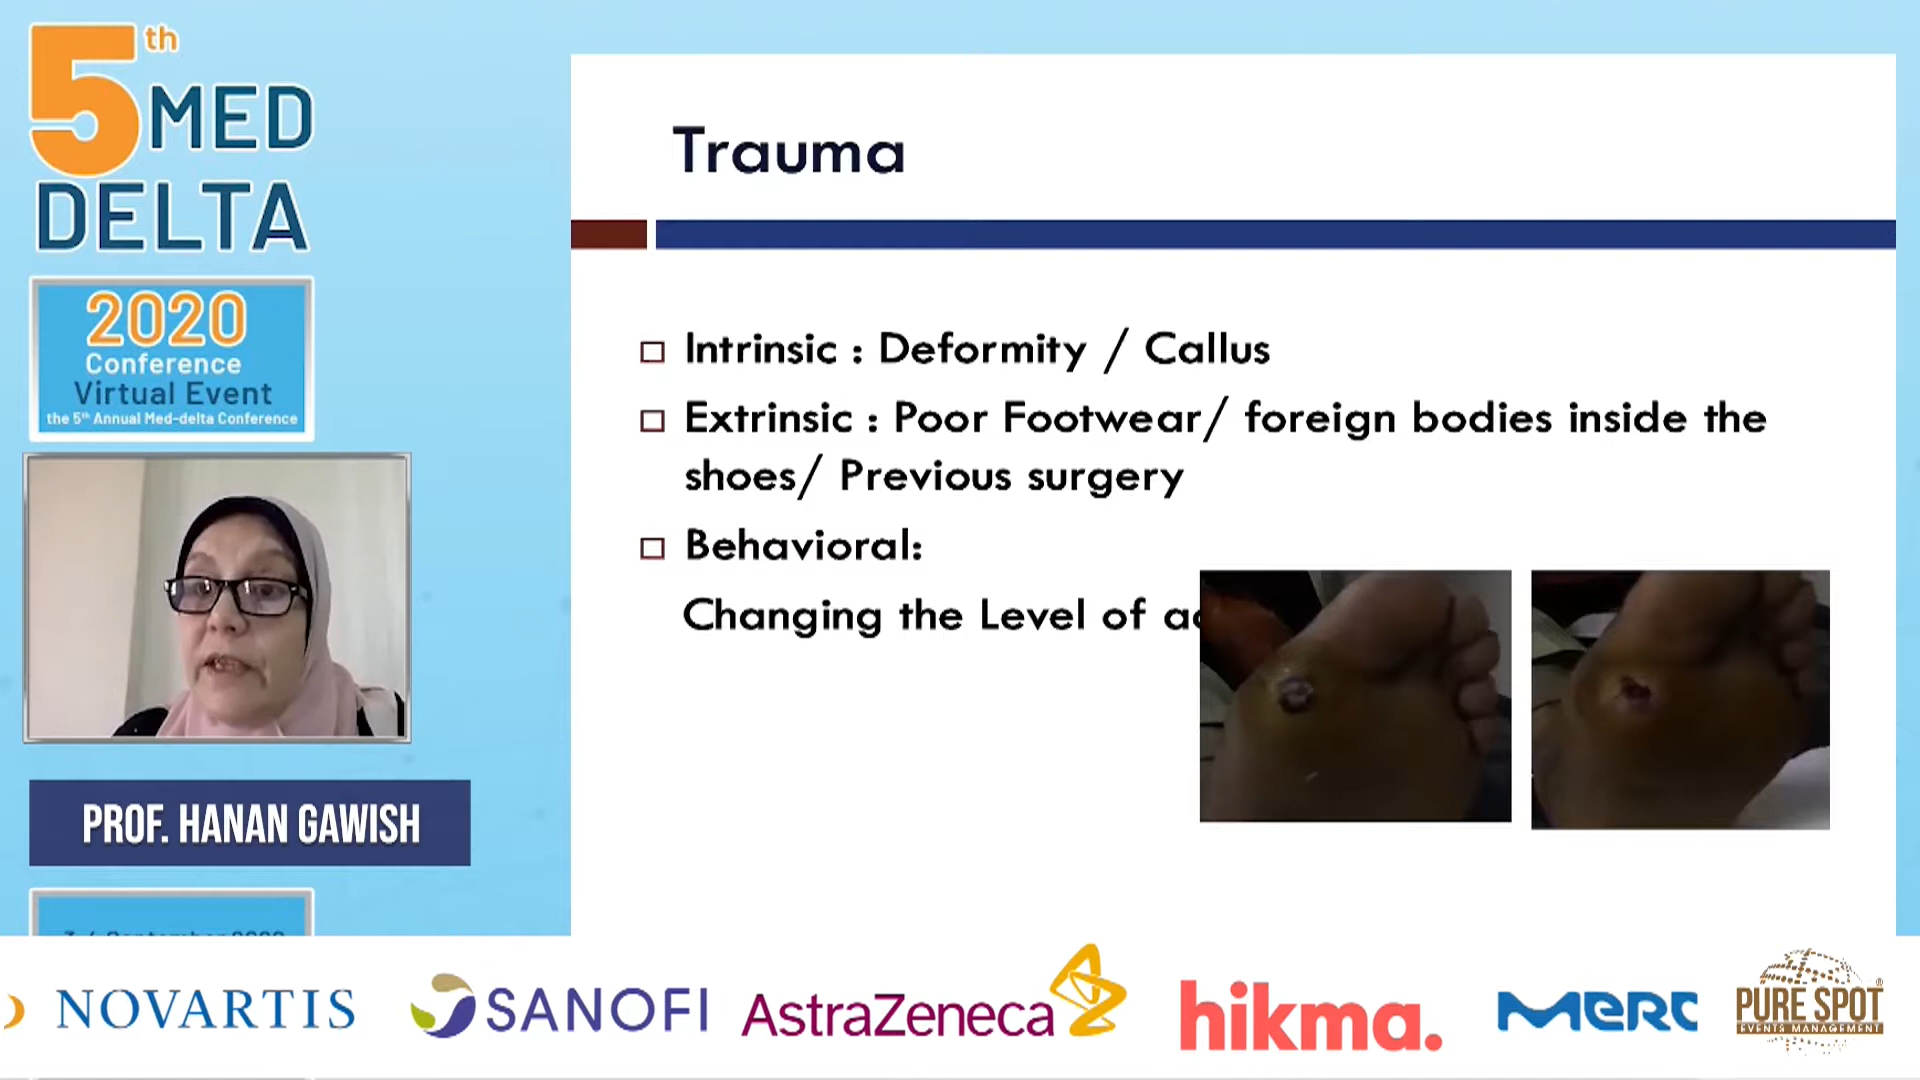 5th MED
DELTA
2020
Conference
Virtual Event
the 5th Annual Med-delta Conference
PROF. HANAN GAWISH
Trauma
Intrinsic : Deformity / Callus
Extrinsic : Poor Footwear/ foreign bodies inside the
shoes/ Previous surgery
Behavioral:
Changing the Level of
NOVARTIS
SANOFI
AstraZeneca
hikma.
MERC
PURE SPOT
EVENTS MANAGEMENT